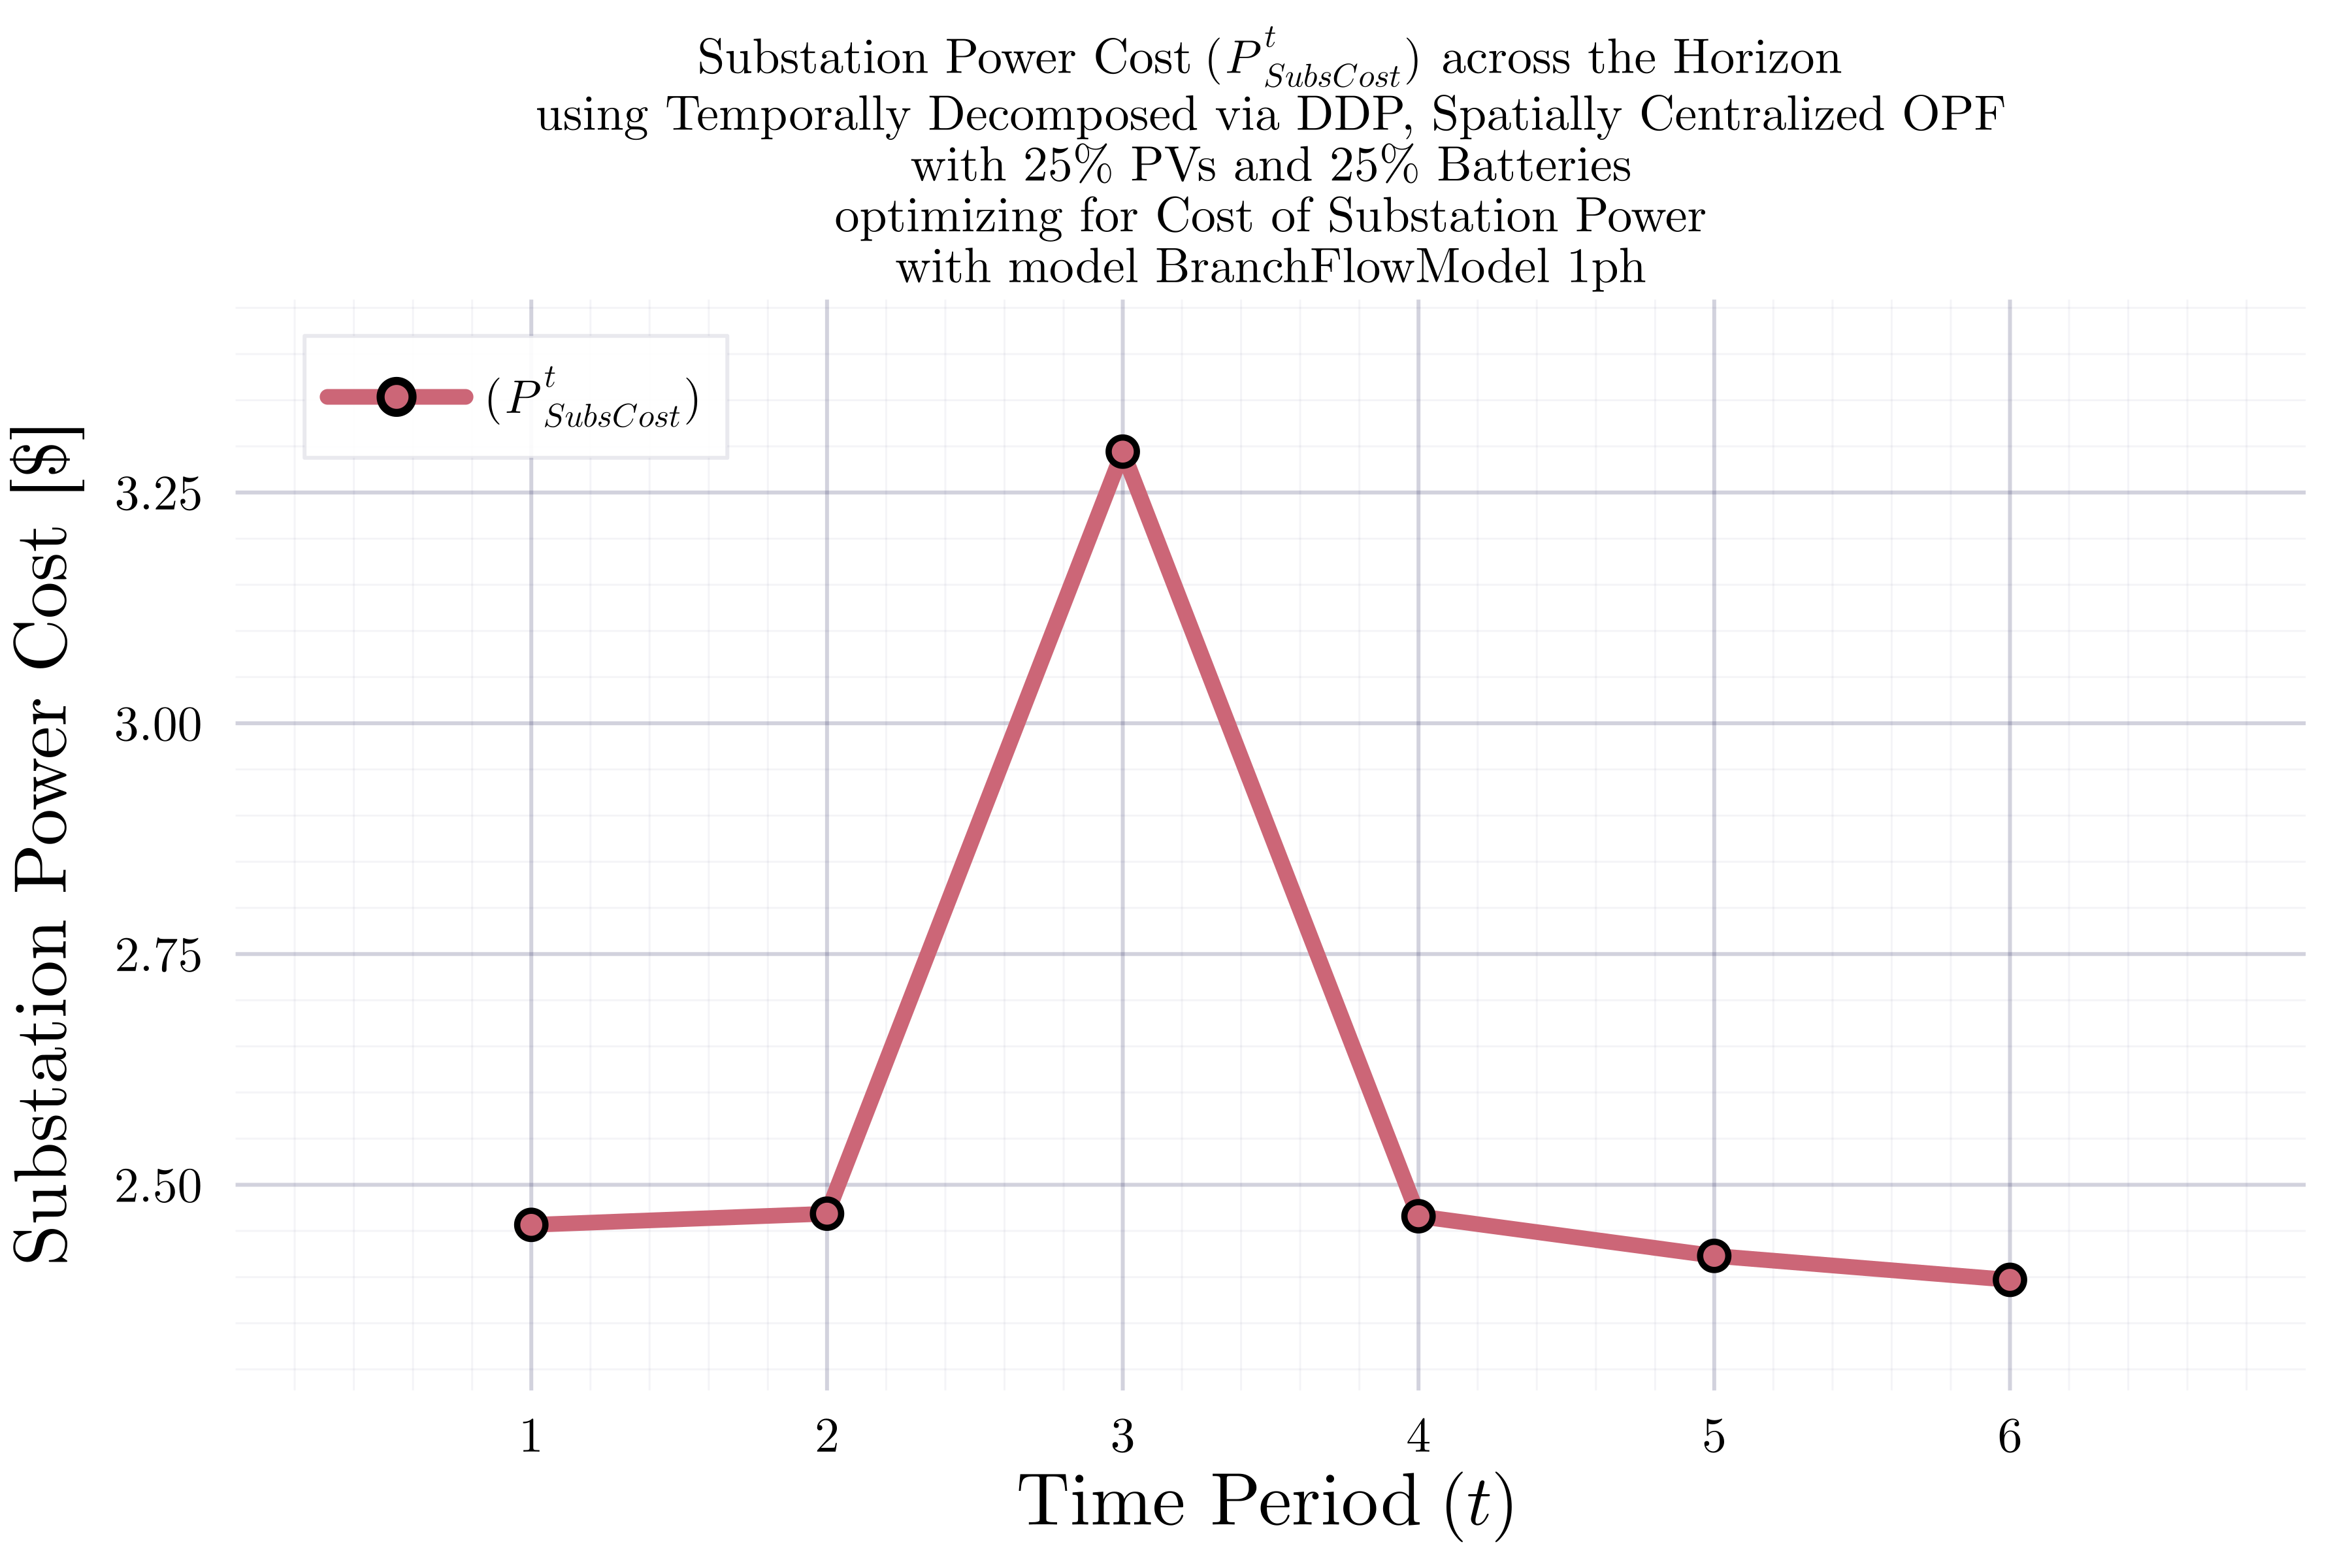 Substation Power Cost (P^t_{SubsCost}) across the Horizon
using Temporally Decomposed via DDP, Spatially Centralized OPF
with 25% PVs and 25% Batteries
optimizing for Cost of Substation Power
with model BranchFlowModel 1ph
(P^t_{SubsCost})
Substation Power Cost [$]
3.25
3.00
2.75
2.50
1 2 3 4 5 6
Time Period (t)